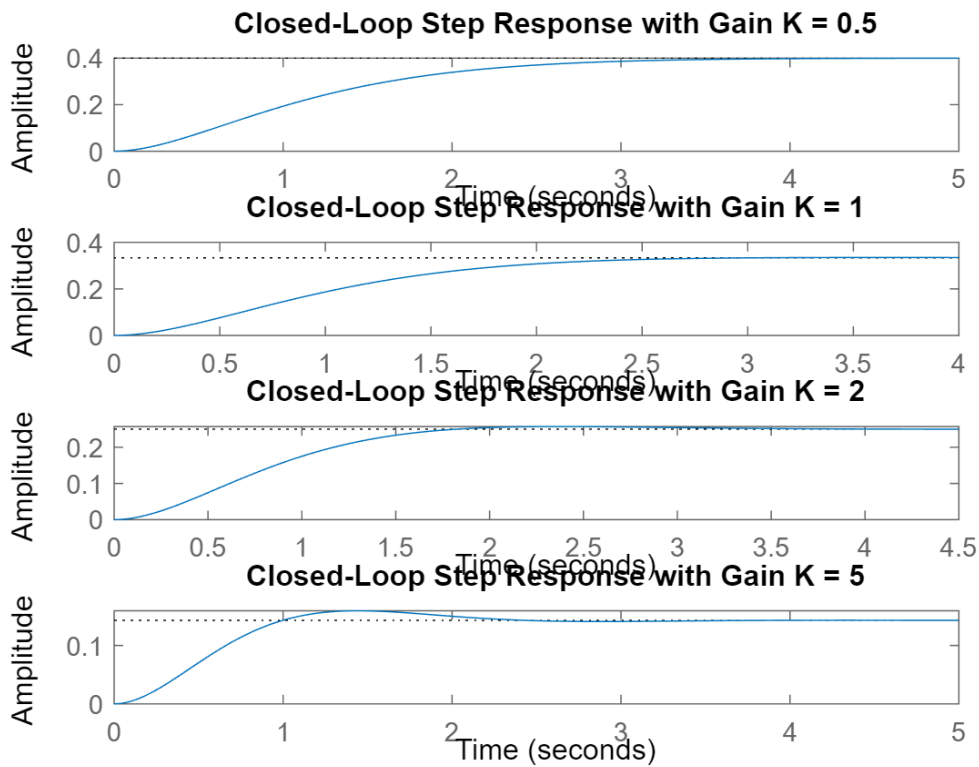 Closed-Loop Step Response with Gain K = 0.5
Amplitude
0.4
0.2
0
0 1 2 3 4 5
Time (seconds)
Closed-Loop Step Response with Gain K = 1
Amplitude
0.4
0.2
0
0 0.5 1 1.5 2 2.5 3 3.5 4
Time (seconds)
Closed-Loop Step Response with Gain K = 2
Amplitude
0.2
0.1
0
0 0.5 1 1.5 2 2.5 3 3.5 4 4.5
Time (seconds)
Closed-Loop Step Response with Gain K = 5
Amplitude
0.1
0
0 1 2 3 4 5
Time (seconds)